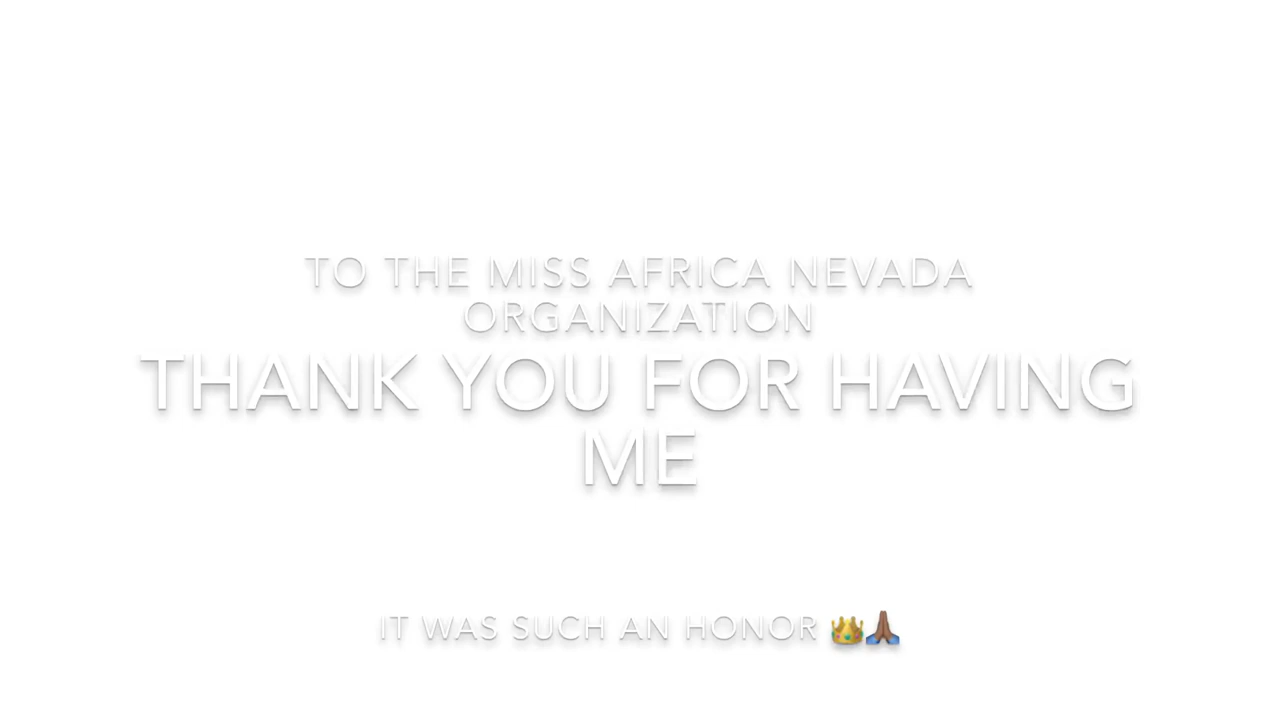 TO THE MISS AFRICA NEVADA
ORGANIZATION
THANK YOU FOR HAVING
ME
IT WAS SUCH AN HONOR 👑🙏🏾